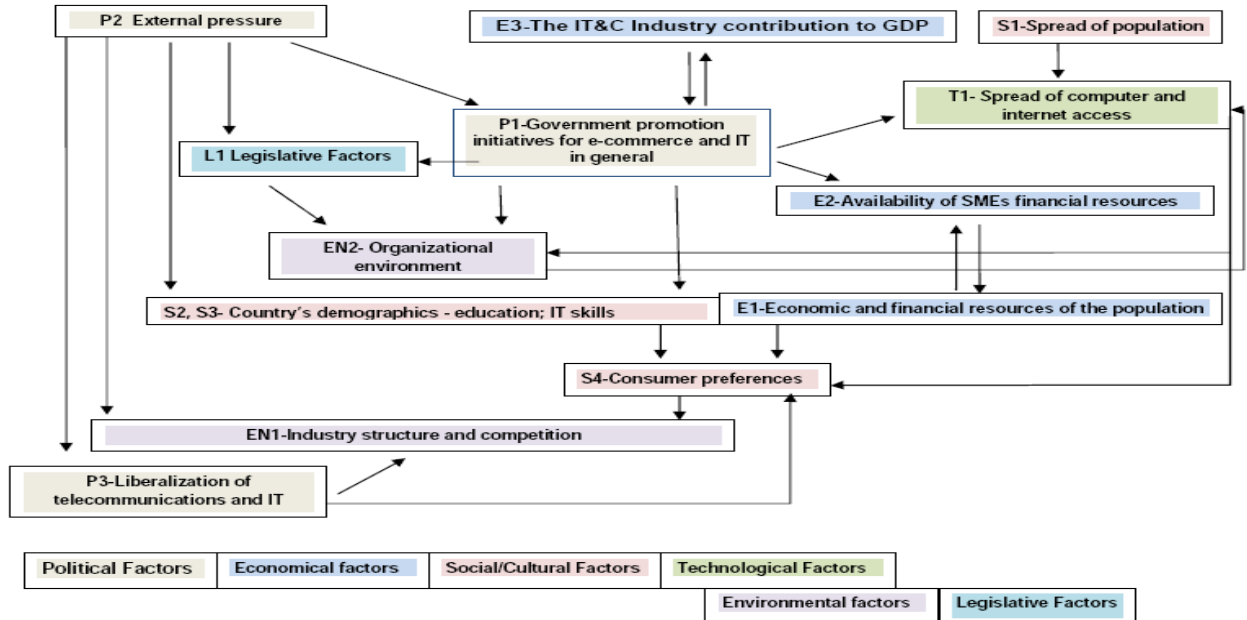 P2 External pressure
E3-The IT&C Industry contribution to GDP
S1-Spread of population
T1- Spread of computer and
internet access
P1-Government promotion
initiatives for e-commerce and IT
in general
L1 Legislative Factors
E2-Availability of SMEs financial resources
EN2- Organizational
environment
S2, S3- Country's demographics - education; IT skills
E1-Economic and financial resources of the population
S4-Consumer preferences
EN1-Industry structure and competition
P3-Liberalization of
telecommunications and IT
Political Factors
Economical factors
Social/Cultural Factors
Technological Factors
Environmental factors
Legislative Factors